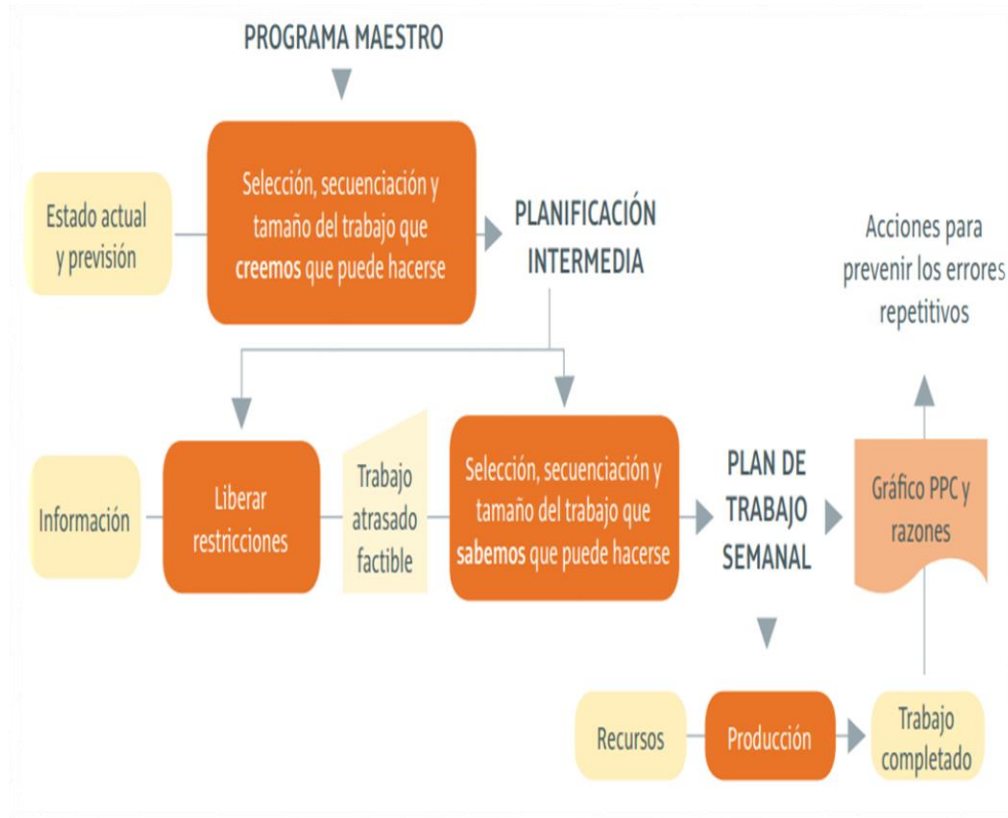 PROGRAMA MAESTRO
Selección, secuenciación y
tamaño del trabajo que
creemos que puede hacerse
Estado actual
y previsión
PLANIFICACIÓN
INTERMEDIA
Acciones para
prevenir los errores
repetitivos
Información
Liberar
restricciones
Trabajo
atrasado
factible
Selección, secuenciación y
tamaño del trabajo que
sabemos que puede hacerse
PLAN DE
TRABAJO
SEMANAL
Gráfico PPC y
razones
Recursos
Producción
Trabajo
completado